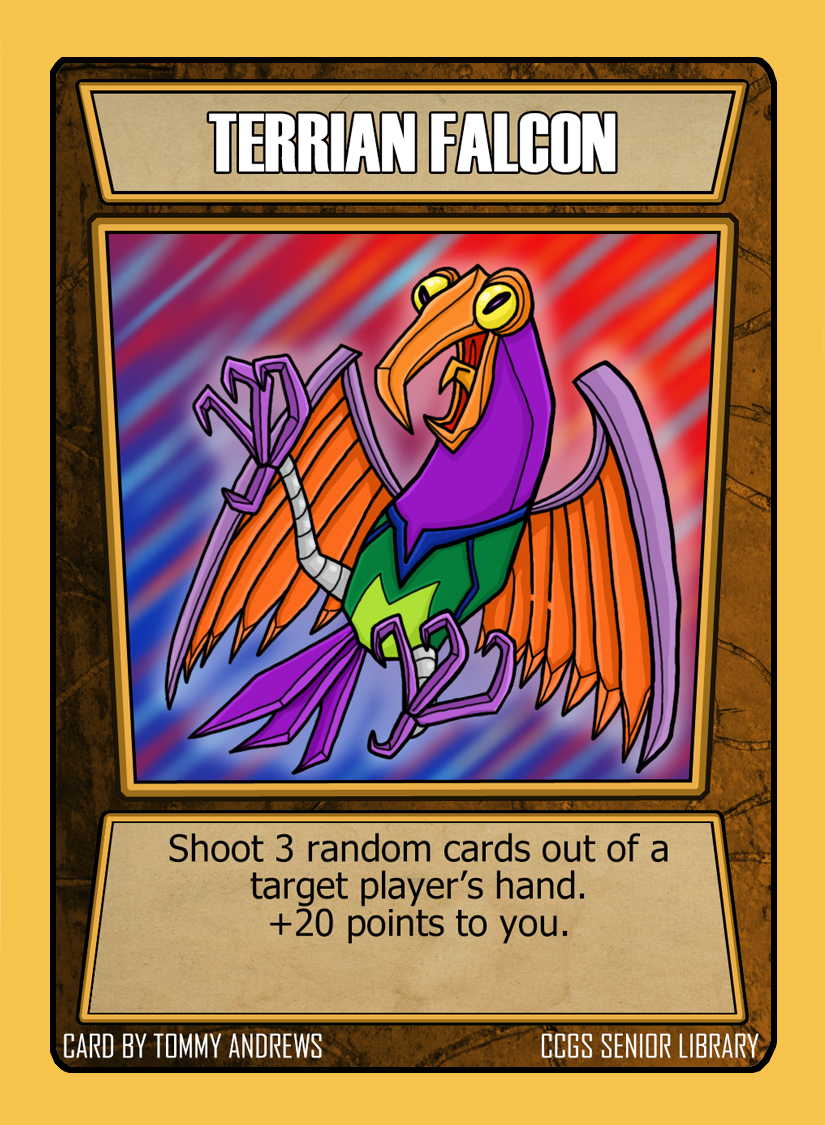 TERRIAN FALCON
Shoot 3 random cards out of a
target player’s hand.
+20 points to you.
CARD BY TOMMY ANDREWS
CCGS SENIOR LIBRARY